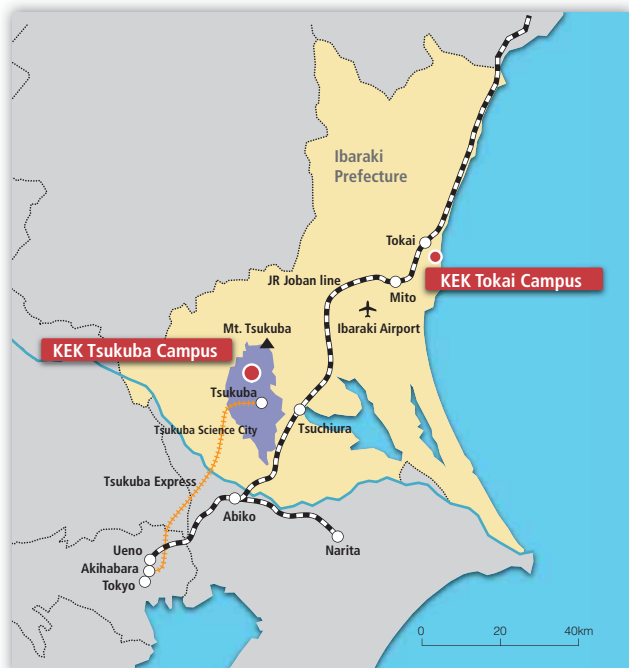 Ibaraki
Prefecture
Tokai
JR Joban line
KEK Tokai Campus
Mito
Mt. Tsukuba
Ibaraki Airport
KEK Tsukuba Campus
Tsukuba
Tsuchiura
Tsukuba Science City
Tsukuba Express
Abiko
Ueno
Narita
Akihabara
Tokyo
0 20 40km